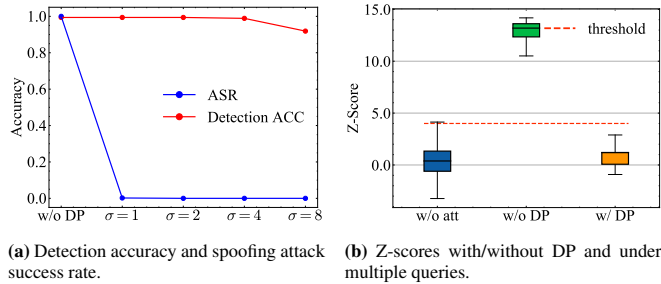 (a)
1.0
0.8
0.6
0.4
0.2
0.0
Accuracy
ASR
Detection ACC
w/o DP σ = 1 σ = 2 σ = 4 σ = 8
(b)
15.0
10.0
5.0
0.0
Z-Score
threshold
w/o att w/o DP w/ DP
(a) Detection accuracy and spoofing attack
success rate.
(b) Z-scores with/without DP and under
multiple queries.